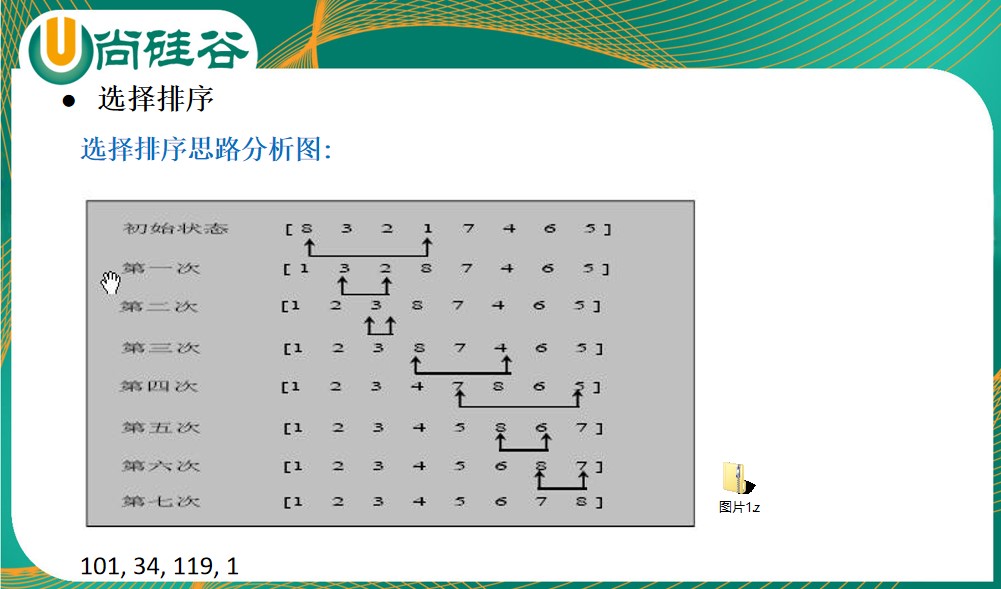 尚硅谷
● 选择排序
选择排序思路分析图:
初始状态 [ 8 3 2 1 7 4 6 5 ]
第一次 [ 1 3 2 8 7 4 6 5 ]
第二次 [1 2 3 8 7 4 6 5 ]
第三次 [1 2 3 8 7 4 6 5 ]
第四次 [1 2 3 4 7 8 6 5 ]
第五次 [1 2 3 4 5 8 6 7 ]
第六次 [1 2 3 4 5 6 8 7 ]
第七次 [1 2 3 4 5 6 7 8 ]
图片1.z
101, 34, 119, 1